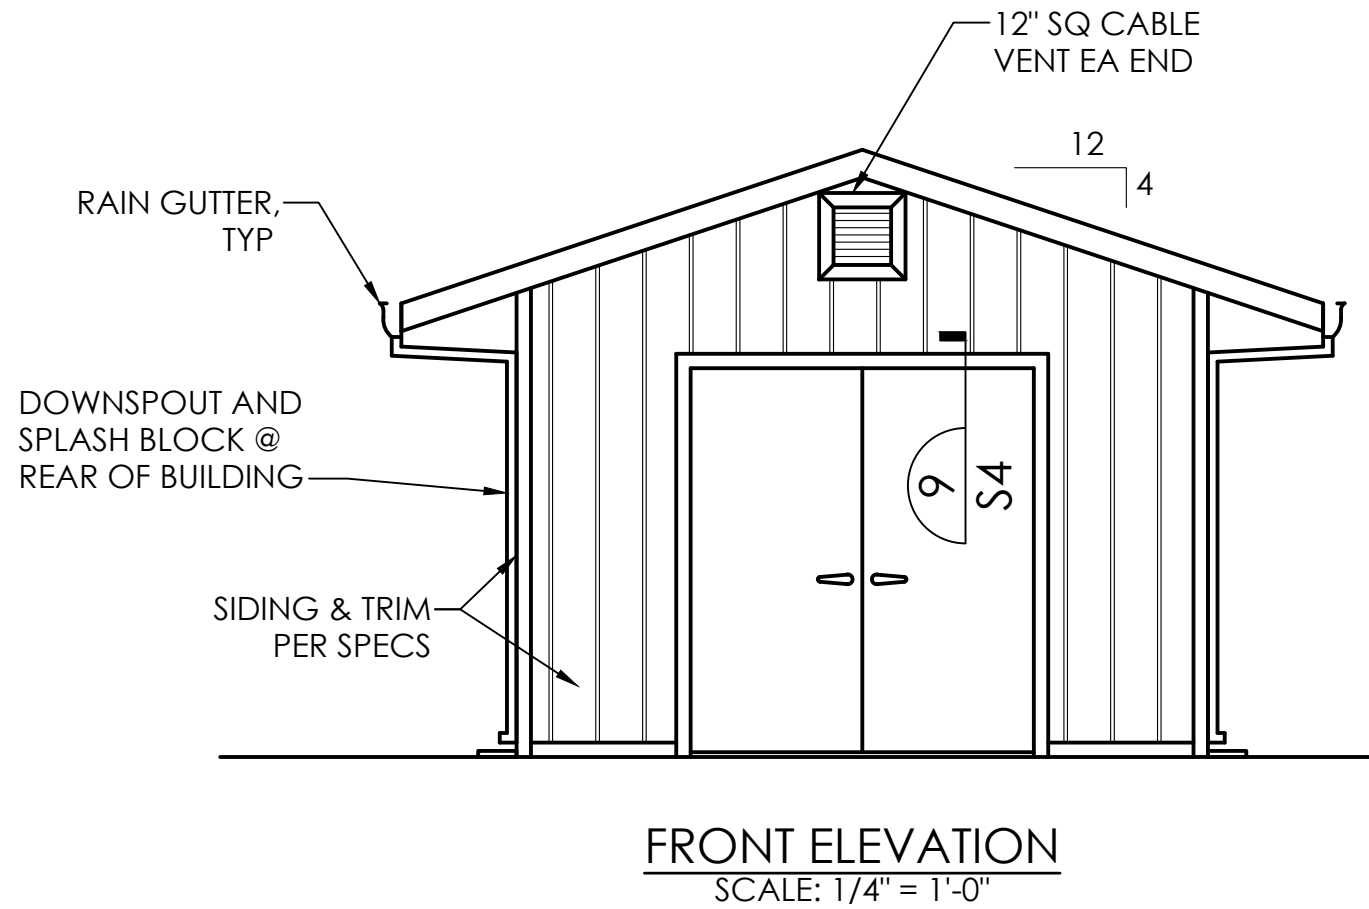 12" SQ CABLE
VENT EA END
12
4
RAIN GUTTER,
TYP
DOWNSPOUT AND
SPLASH BLOCK @
REAR OF BUILDING
9
S4
SIDING & TRIM
PER SPECS
FRONT ELEVATION
SCALE: 1/4" = 1'-0"